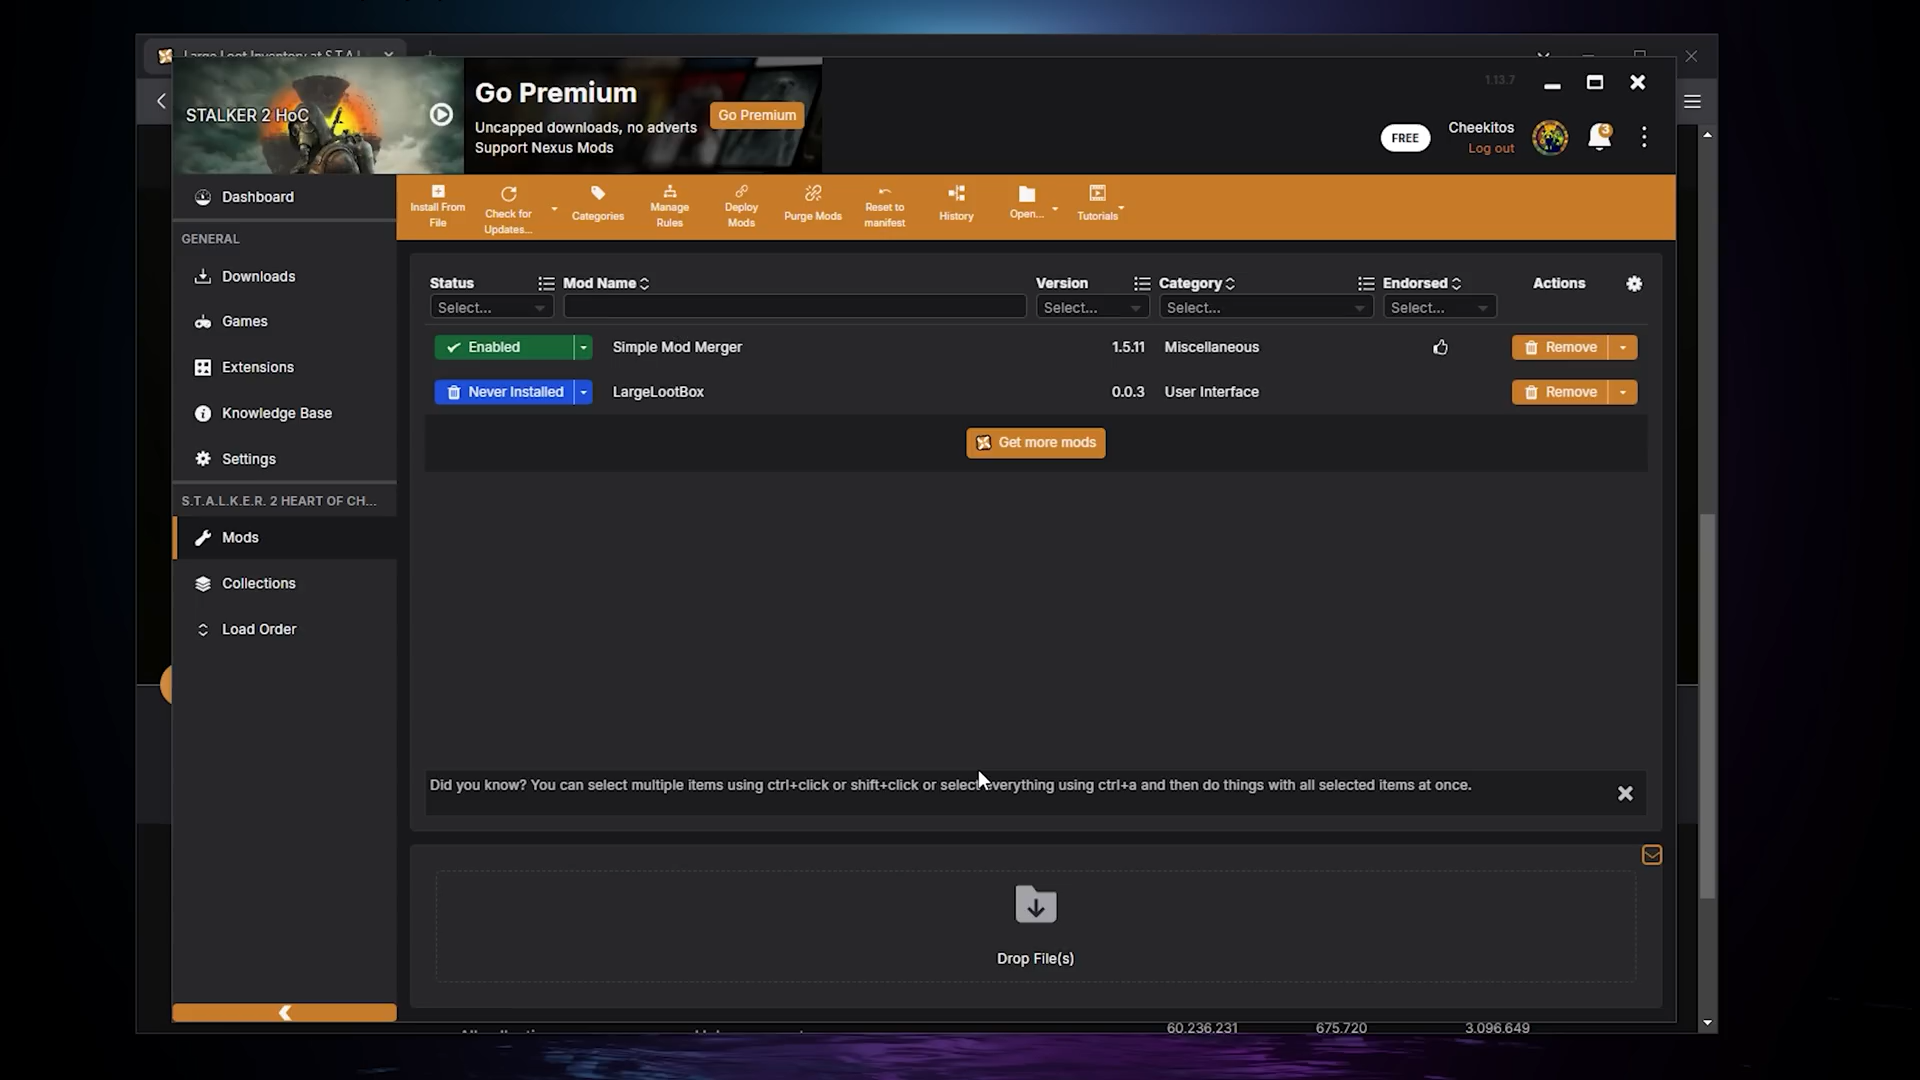 Large Loot Inventory at S.T.A.L
STALKER 2 HoC
Go Premium
Uncapped downloads, no adverts
Support Nexus Mods
Go Premium
1.13.7
FREE
Cheekitos
Log out
3
Dashboard
GENERAL
Downloads
Games
Extensions
Knowledge Base
Settings
S.T.A.L.K.E.R. 2 HEART OF CH...
Mods
Collections
Load Order
Install From
File
Check for
Updates...
Categories
Manage
Rules
Deploy
Mods
Purge Mods
Reset to
manifest
History
Open...
Tutorials
Status
Mod Name
Version
Category
Endorsed
Actions
Select...
Select...
Select...
Select...
Enabled
Simple Mod Merger
1.5.11
Miscellaneous
Remove
Never Installed
LargeLootBox
0.0.3
User Interface
Remove
Get more mods
Did you know? You can select multiple items using ctrl+click or shift+click or select everything using ctrl+a and then do things with all selected items at once.
Drop File(s)
60.236.231
675.720
3.096.649